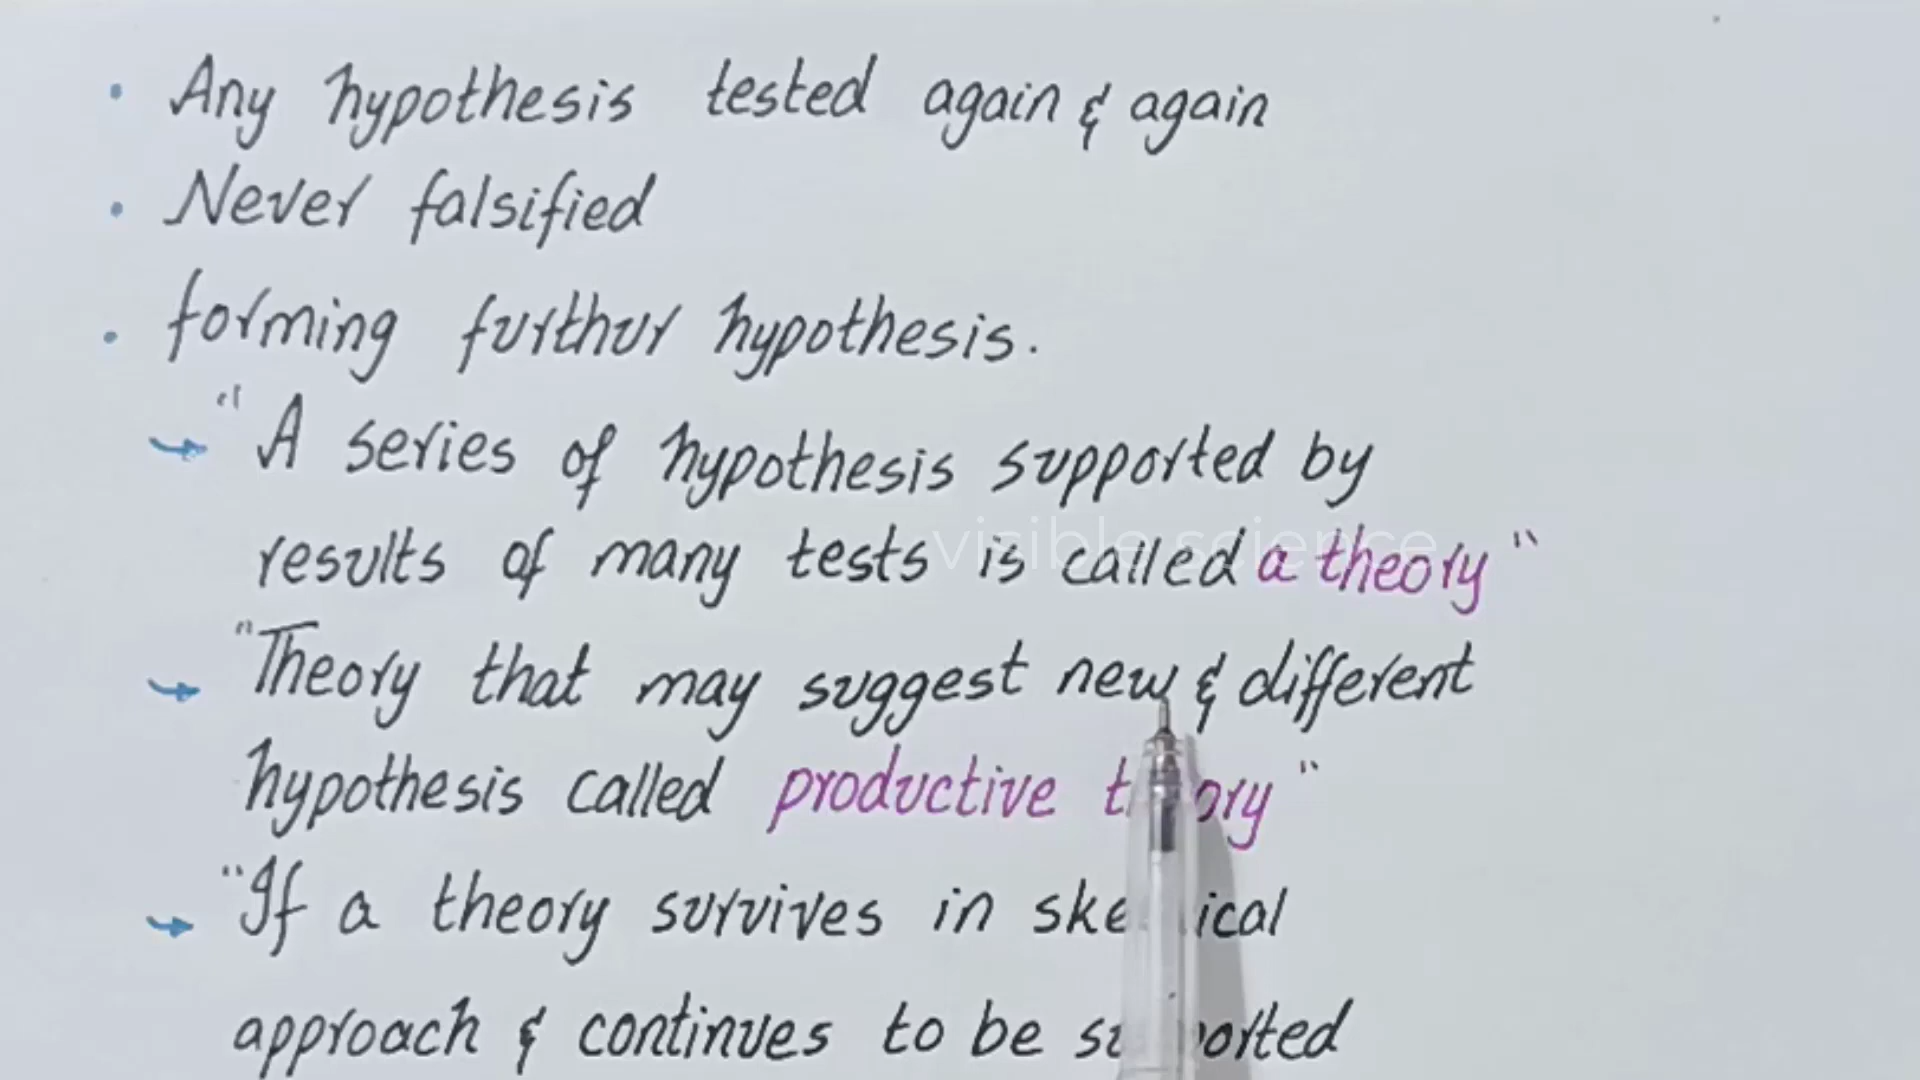 · Any hypothesis tested again & again
· Never falsified
· forming furthur hypothesis.
→ "A series of hypothesis supported by
results of many tests is called a theory"
visible science
→ "Theory that may suggest new & different
hypothesis called productive
→ "If a theory survives in
approach & continues to be